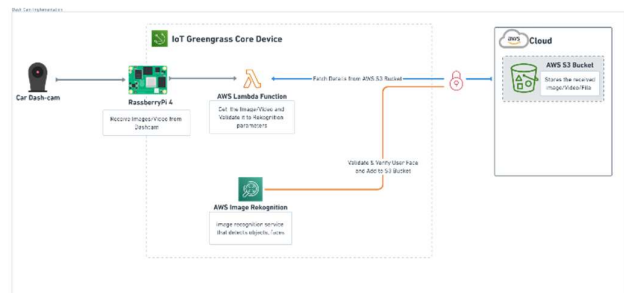 IoT Greengrass Core Device
aws
Cloud
AWS S3 Bucket
Stores the received
Image/Video/File
Fetch Details from AWS S3 Bucket
Car Dash-cam
RassberryPi 4
Receive Images/Video from
Dashcam
AWS Lambda Function
Get the Image/Video and
Validate it to Rekognition
parameters
Validate & Verify User Face
and Add to S3 Bucket
AWS Image Rekognition
Image recognition service
that detects objects, faces